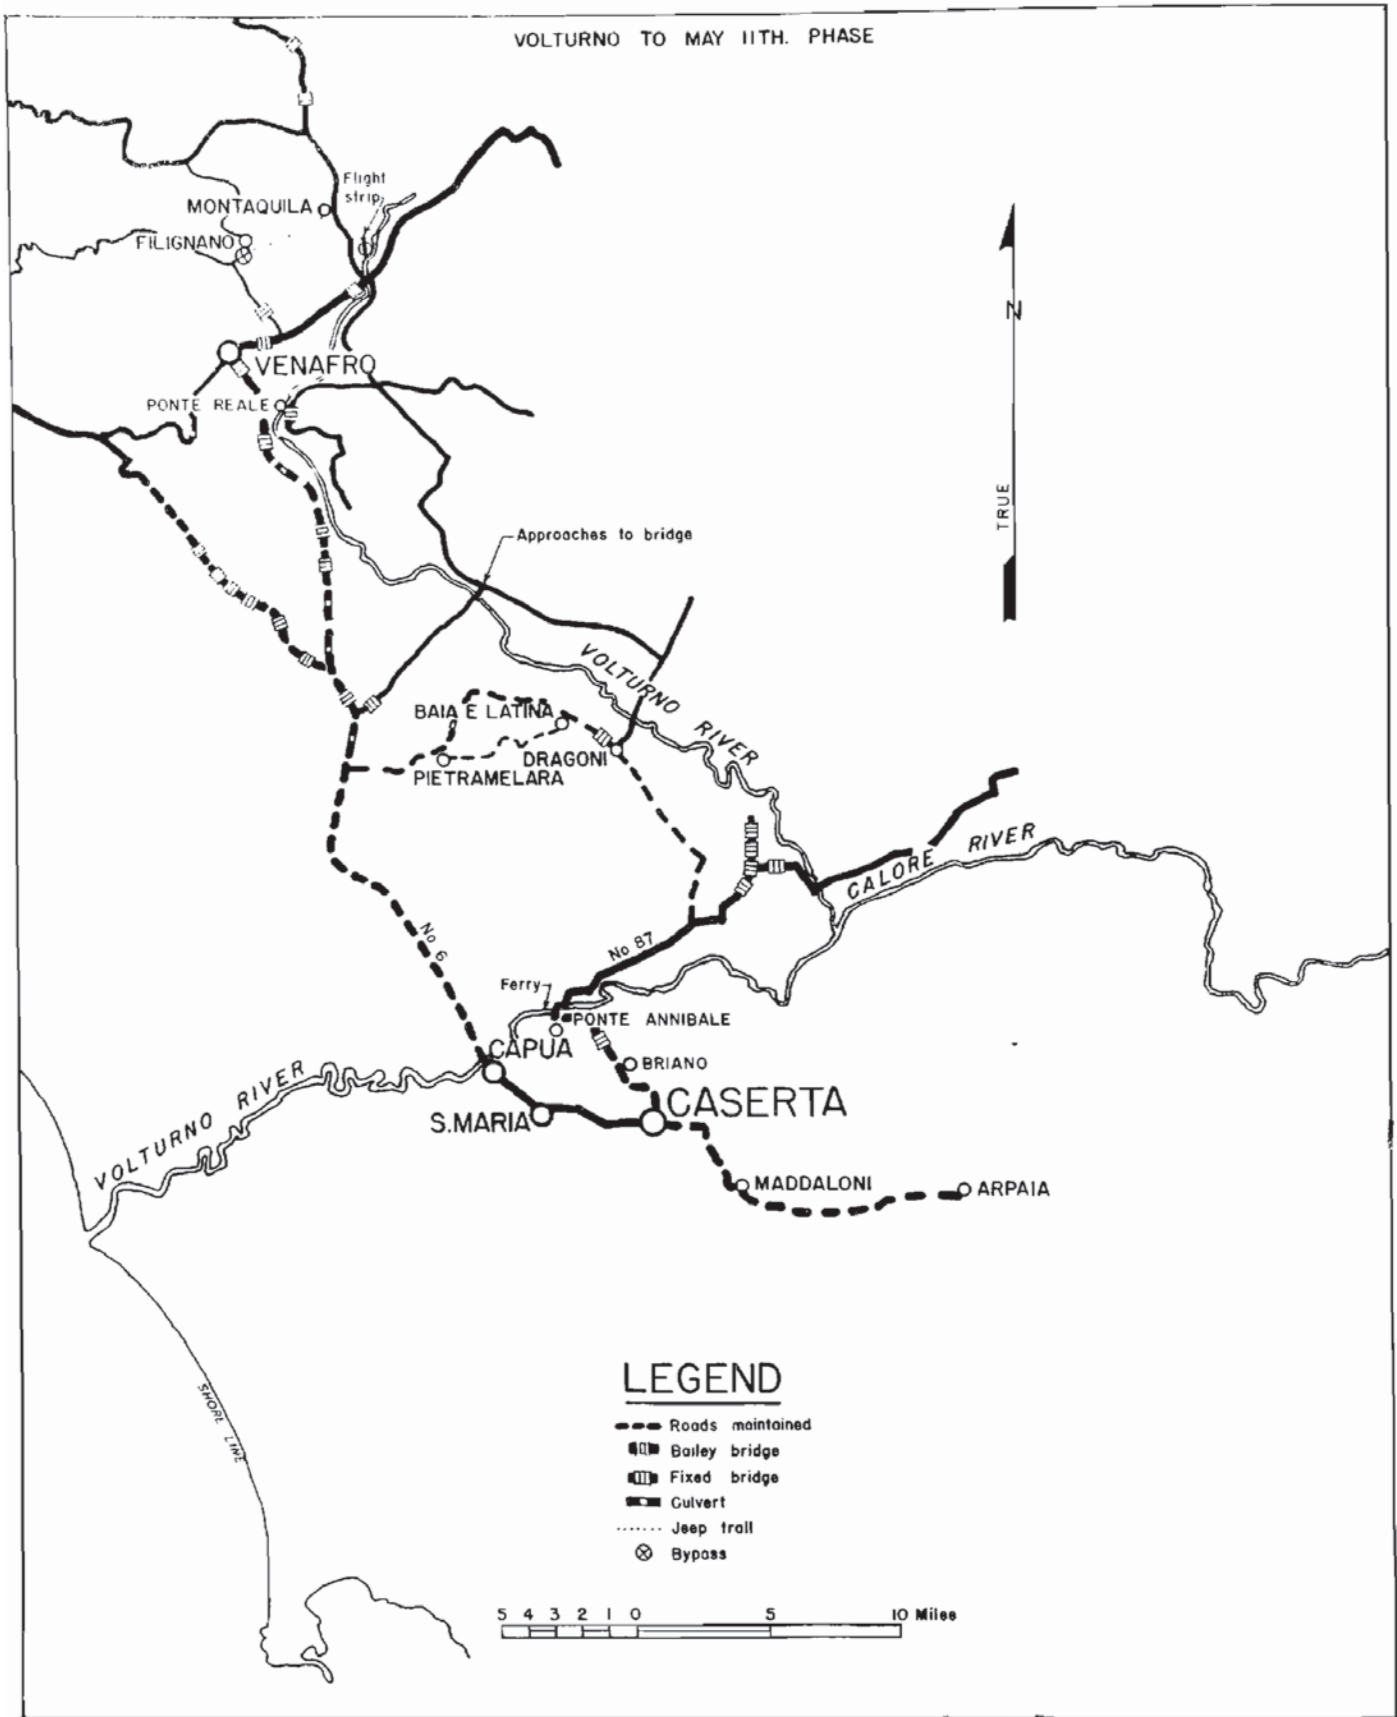 VOLTURNO TO MAY 11TH. PHASE
Flight
strip
MONTAQUILA
FILIGNANO
N
VENAFRO
PONTE REALE
TRUE
Approaches to bridge
VOLTURNO RIVER
BAIA E LATINA
DRAGONI
PIETRAMELARA
CALORE RIVER
No 6
No 87
Ferry
PONTE ANNIBALE
CAPUA
BRIANO
VOLTURNO RIVER
CASERTA
S.MARIA
MADDALONI
ARPAIA
LEGEND
Roads maintained
Bailey bridge
Fixed bridge
Culvert
Jeep trail
Bypass
SHORE LINE
5 4 3 2 1 0 5 10 Miles